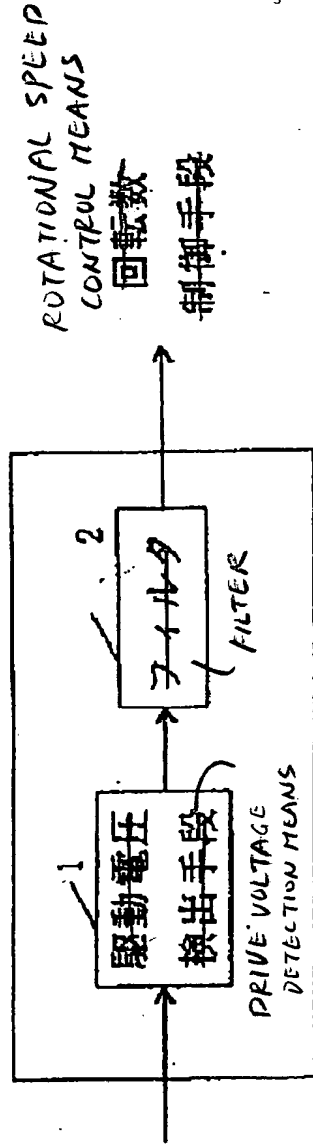 1
駆動電圧
検出手段
DRIVE VOLTAGE
DETECTION MEANS
2
フィルタ
FILTER
ROTATIONAL SPEED
CONTROL MEANS
回転数
制御手段